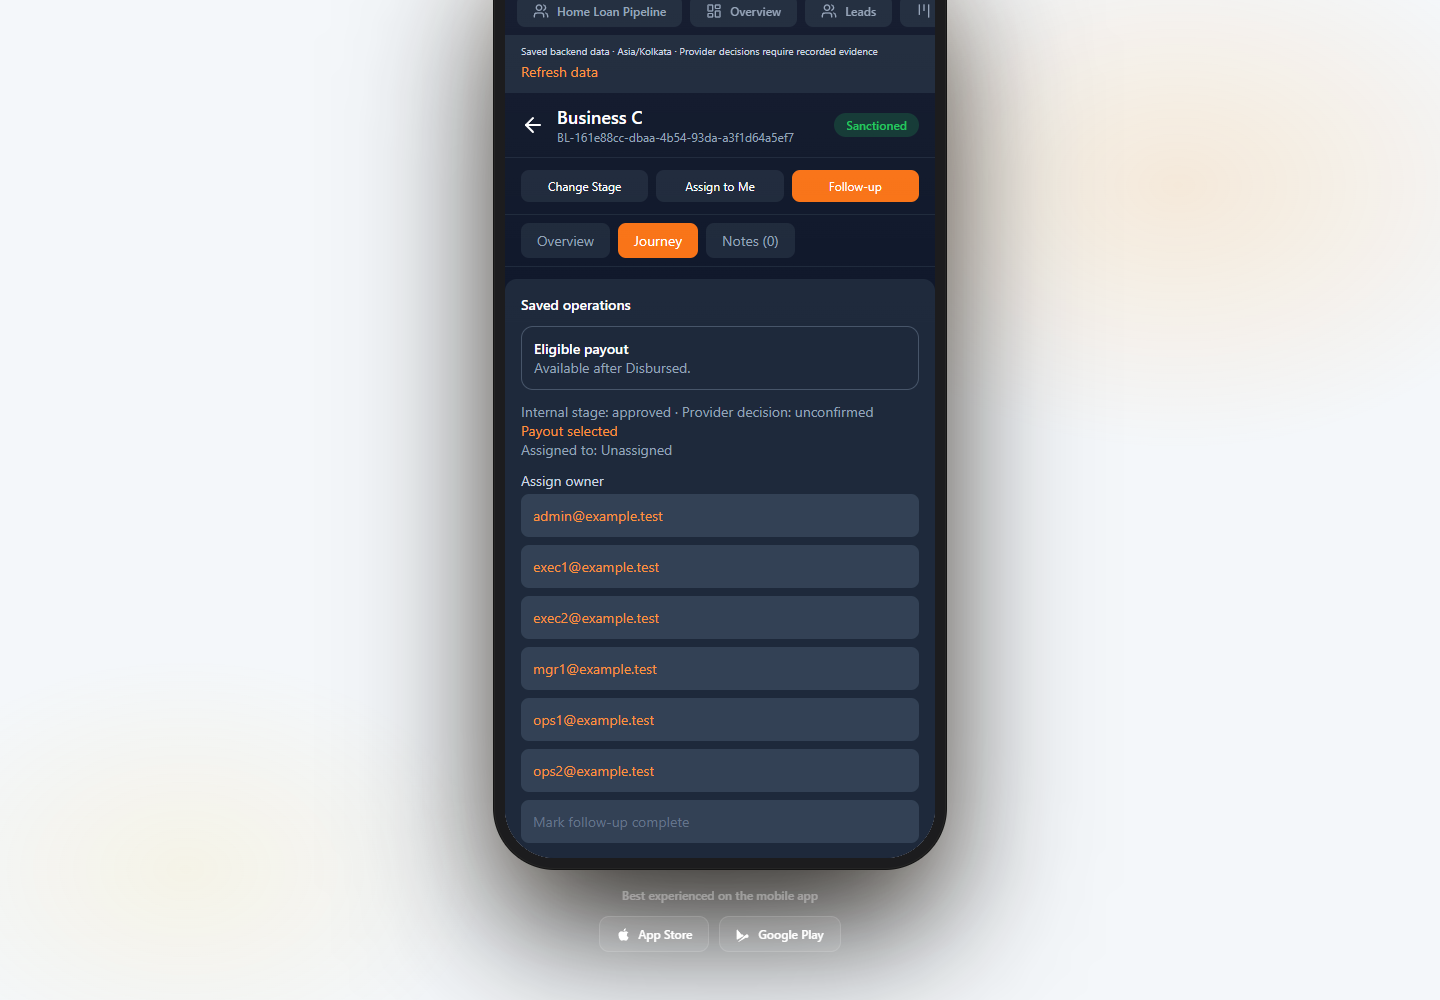 Home Loan Pipeline
Overview
Leads
Saved backend data · Asia/Kolkata · Provider decisions require recorded evidence
Refresh data
Business C
BL-161e88cc-dbaa-4b54-93da-a3f1d64a5ef7
Sanctioned
Change Stage
Assign to Me
Follow-up
Overview
Journey
Notes (0)
Saved operations
Eligible payout
Available after Disbursed.
Internal stage: approved · Provider decision: unconfirmed
Payout selected
Assigned to: Unassigned
Assign owner
admin@example.test
exec1@example.test
exec2@example.test
mgr1@example.test
ops1@example.test
ops2@example.test
Mark follow-up complete
Best experienced on the mobile app
App Store
Google Play